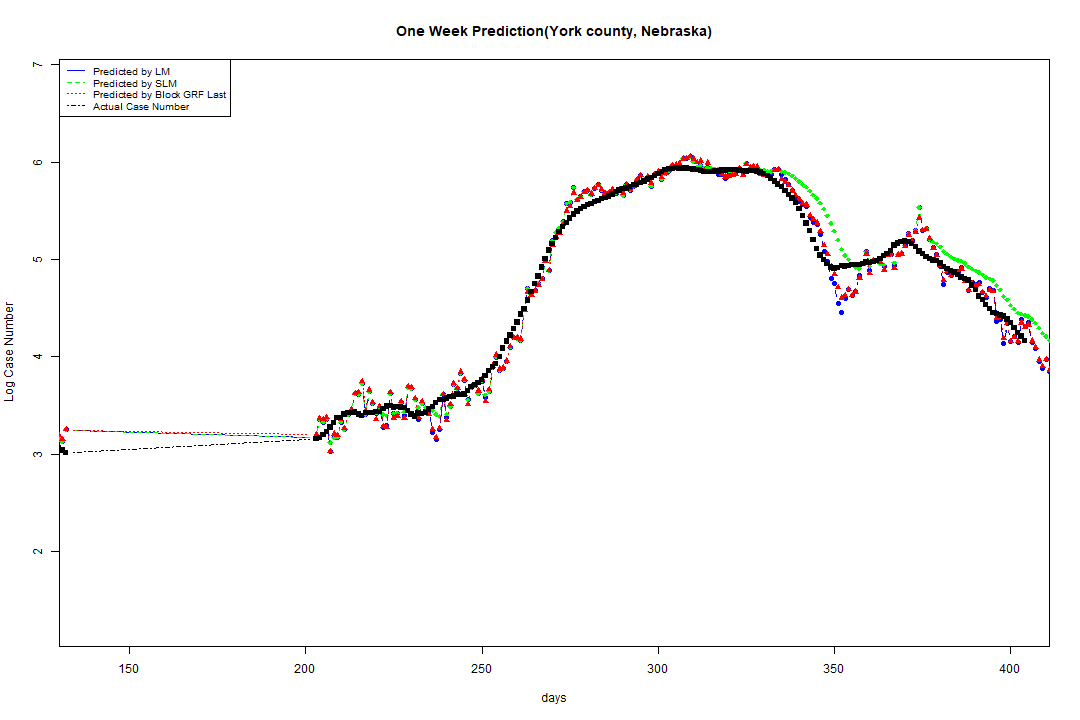 One Week Prediction(York county, Nebraska)
Predicted by LM
Predicted by SLM
Predicted by Block GRF Last
Actual Case Number
7
6
5
4
3
2
Log Case Number
150 200 250 300 350 400
days